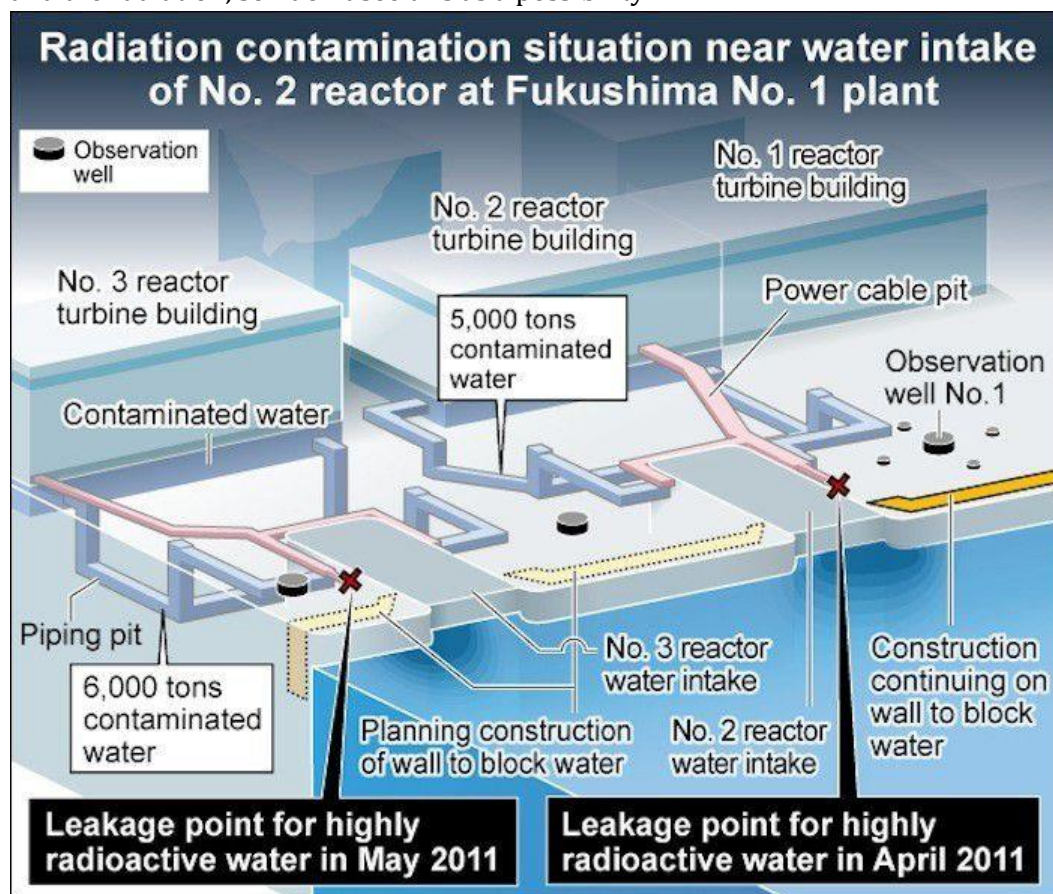 Radiation contamination situation near water intake
of No. 2 reactor at Fukushima No. 1 plant
Observation
well
No. 1 reactor
turbine building
No. 2 reactor
turbine building
No. 3 reactor
turbine building
Power cable pit
5,000 tons
contaminated
water
Observation
well No.1
Contaminated water
Piping pit
6,000 tons
contaminated
water
No. 3 reactor
water intake
Planning construction
of wall to block water
No. 2 reactor
water intake
Construction
continuing on
wall to block
water
Leakage point for highly
radioactive water in May 2011
Leakage point for highly
radioactive water in April 2011